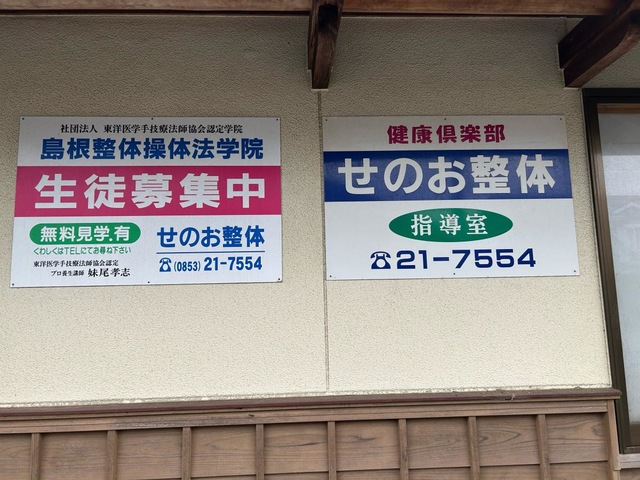 社団法人 東洋医学手技療法師協会認定学院
島根整体操体法学院
生徒募集中
無料見学.有
くわしくはTELにてお尋ね下さい
東洋医学手技療法師協会認定
プロ養生講師 妹尾孝志
せのお整体
☎(0853)21-7554
健康倶楽部
せのお整体
指導室
☎21-7554